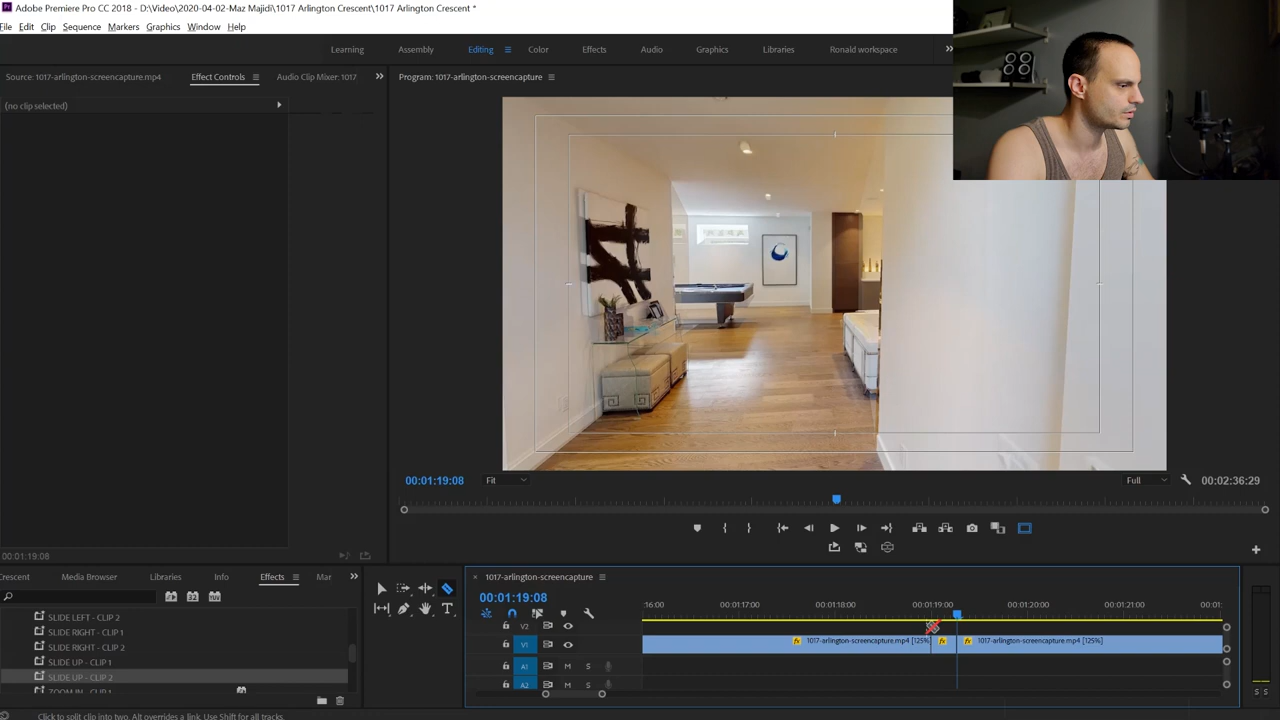 Adobe Premiere Pro CC 2018 - D:\Video\2020-04-02-Maz Majidi\1017 Arlington Crescent\1017 Arlington Crescent *
File Edit Clip Sequence Markers Graphics Window Help
Learning Assembly Editing Color Effects Audio Graphics Libraries Ronald workspace
Source: 1017-arlington-screencapture.mp4 Effect Controls Audio Clip Mixer: 1017 Program: 1017-arlington-screencapture
(no clip selected)
00:01:19:08 Fit Full 00:02:36:29
00:01:19:08
Crescent Media Browser Libraries Info Effects Mar
1017-arlington-screencapture
00:01:19:08
:16:00 00:01:17:00 00:01:18:00 00:01:19:00 00:01:20:00 00:01:21:00 00:01:
SLIDE LEFT - CLIP 2
SLIDE RIGHT - CLIP 1
SLIDE RIGHT - CLIP 2
SLIDE UP - CLIP 1
SLIDE UP - CLIP 2
ZOOM IN - CLIP 1
V2
V1 fx 1017-arlington-screencapture.mp4 [125% fx fx 1017-arlington-screencapture.mp4 [125%]
A1 M S
A2 M S
S S
Click to split clip into two. Alt overrides a link. Use Shift for all tracks.